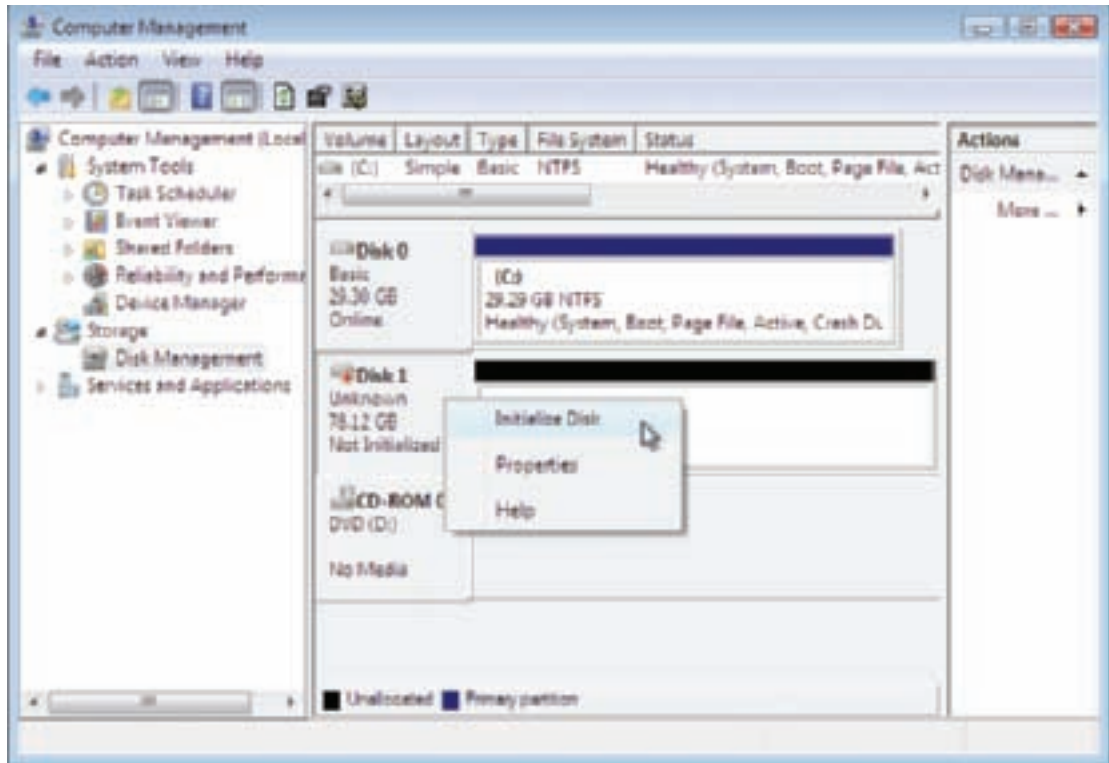 Computer Management
File Action View Help
Computer Management (Local
System Tools
Task Scheduler
Event Viewer
Shared Folders
Reliability and Performa
Device Manager
Storage
Disk Management
Services and Applications
Volume Layout Type File System Status
(C:) Simple Basic NTFS Healthy (System, Boot, Page File, Act
Disk 0
Basic
29.30 GB
Online
(C:)
29.29 GB NTFS
Healthy (System, Boot, Page File, Active, Crash Du
Disk 1
Unknown
78.12 GB
Not Initialized
Initialize Disk
Properties
Help
CD-ROM
DVD (D:)
No Media
Unallocated Primary partition
Actions
Disk Mana...
More ...